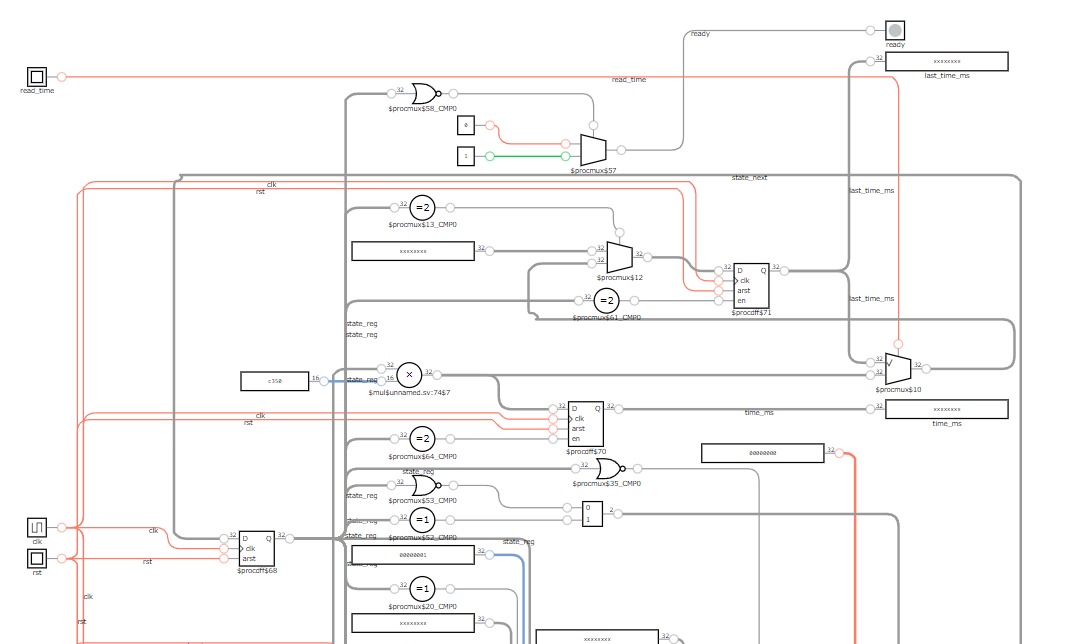 ready
ready
32 xxxxxxxx
last_time_ms
read_time
read_time
32
$procmux$58_CMP0
0
1
$procmux$57
state_next
clk
rst
last_time_ms
32 =2
$procmux$13_CMP0
xxxxxxxx 32
32
32
32
$procmux$12
32 D Q 32
clk
arst
en
$procdff$71
32 =2
$procmux$61_CMP0
last_time_ms
state_reg
state_reg
32
32
32
$procmux$10
c350 16
state_reg
32
16
×
32
$mul$unnamed.sv:74$7
clk
rst
32 D Q 32
clk
arst
en
$procdff$70
time_ms
32 xxxxxxxx
time_ms
32 =2
$procmux$64_CMP0
00000000 32
state_reg
32
$procmux$35_CMP0
state_reg
32
$procmux$53_CMP0
0
1
2
32 =1
$procmux$52_CMP0
clk
clk
rst
rst
32 D Q 32
clk
arst
$procdff$68
state_reg
state_reg
00000001 32
32 =1
$procmux$20_CMP0
clk
rst
xxxxxxxx 32
xxxxxxxx 32